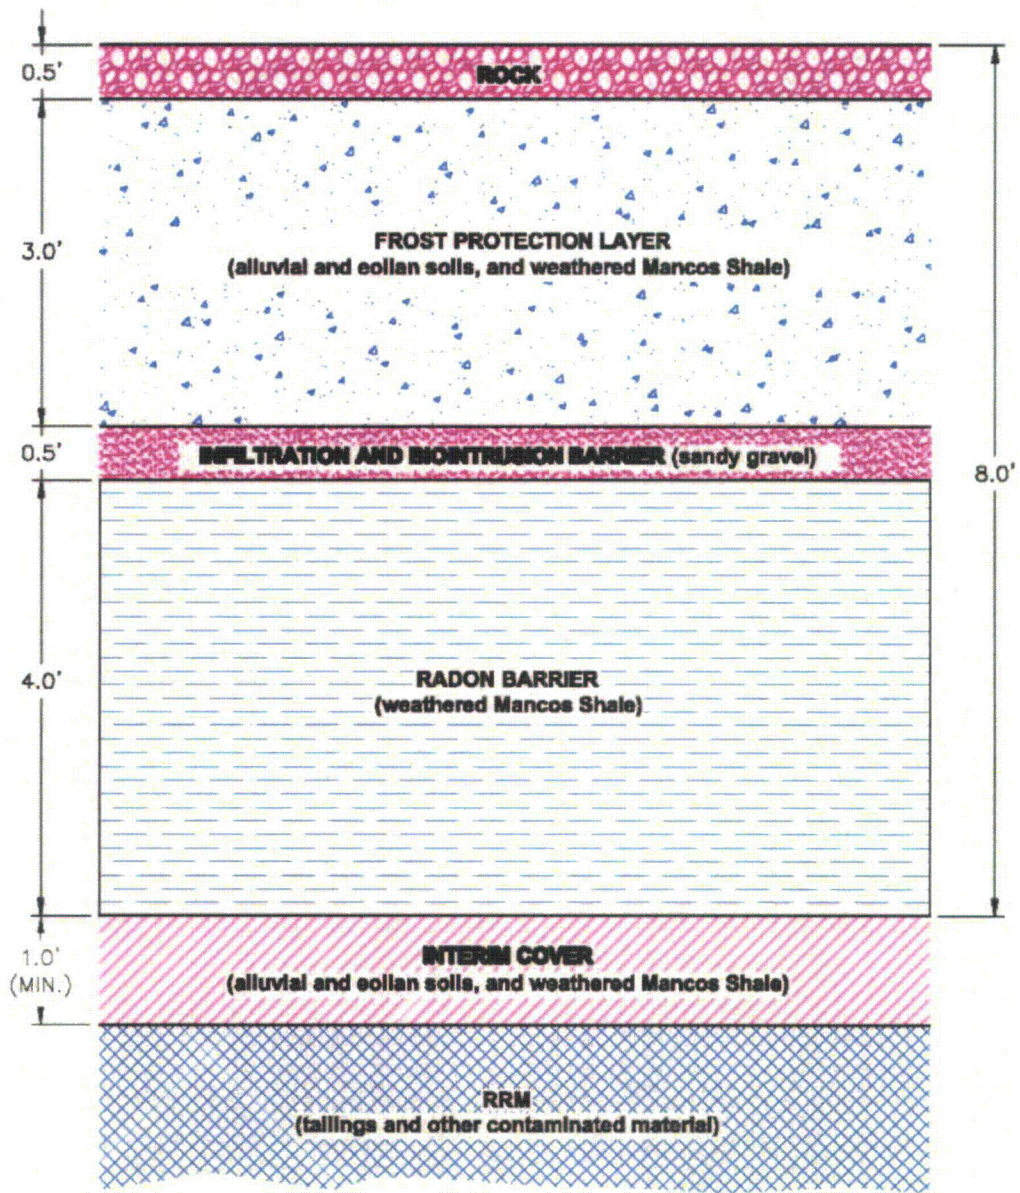 0.5'
ROCK
3.0'
FROST PROTECTION LAYER
(alluvial and eolian soils, and weathered Mancos Shale)
0.5'
INFILTRATION AND BIOINTRUSION BARRIER (sandy gravel)
8.0'
4.0'
RADON BARRIER
(weathered Mancos Shale)
1.0'
(MIN.)
INTERIM COVER
(alluvial and eolian soils, and weathered Mancos Shale)
RRM
(tailings and other contaminated material)